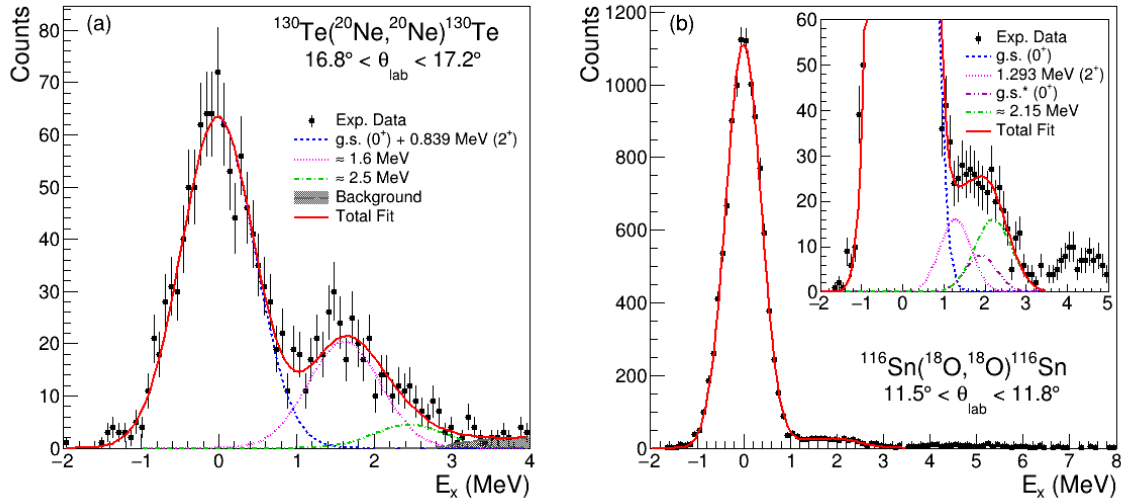 (a)
¹³⁰Te(²⁰Ne,²⁰Ne)¹³⁰Te
16.8° < θlab < 17.2°
Exp. Data
g.s. (0⁺) + 0.839 MeV (2⁺)
≈ 1.6 MeV
≈ 2.5 MeV
Background
Total Fit
Counts
80
70
60
50
40
30
20
10
0
−2
−1
0
1
2
3
4
Eₓ (MeV)
(b)
Counts
1200
1000
800
600
400
200
0
60
50
40
30
20
10
0
Exp. Data
g.s. (0⁺)
1.293 MeV (2⁺)
g.s.* (0⁺)
≈ 2.15 MeV
Total Fit
−2
−1
0
1
2
3
4
5
¹¹⁶Sn(¹⁸O,¹⁸O)¹¹⁶Sn
11.5° < θlab < 11.8°
−2
−1
0
1
2
3
4
5
6
7
8
Eₓ (MeV)